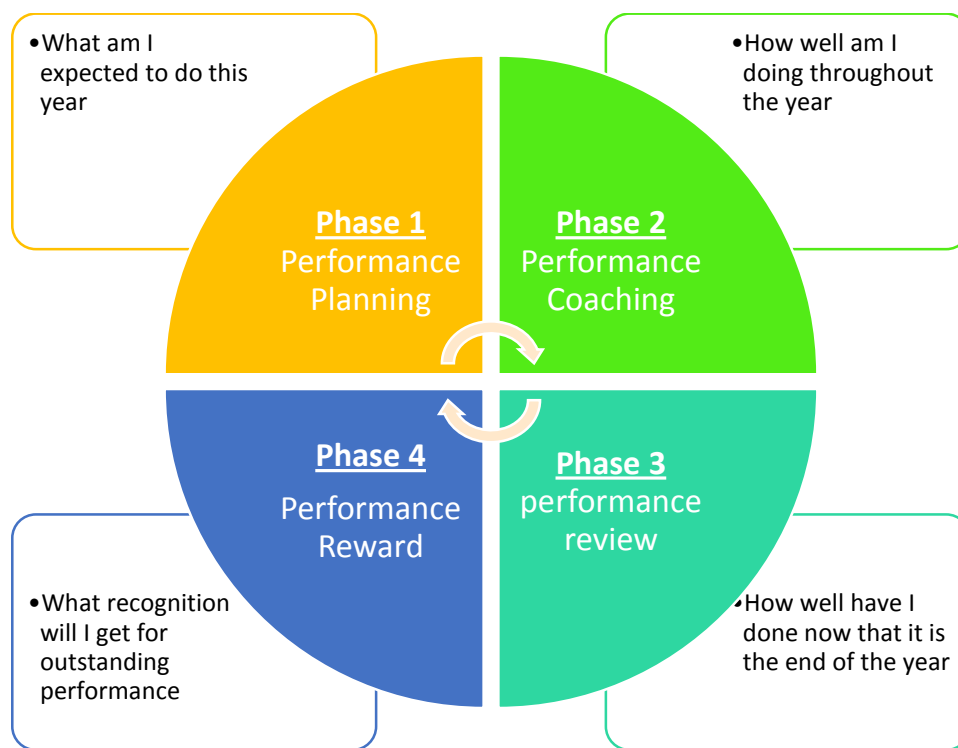 •What am I
expected to do this
year
•How well am I
doing throughout
the year
Phase 1
Performance
Planning
Phase 2
Performance
Coaching
Phase 4
Performance
Reward
Phase 3
performance
review
•What recognition
will I get for
outstanding
performance
•How well have I
done now that it is
the end of the year